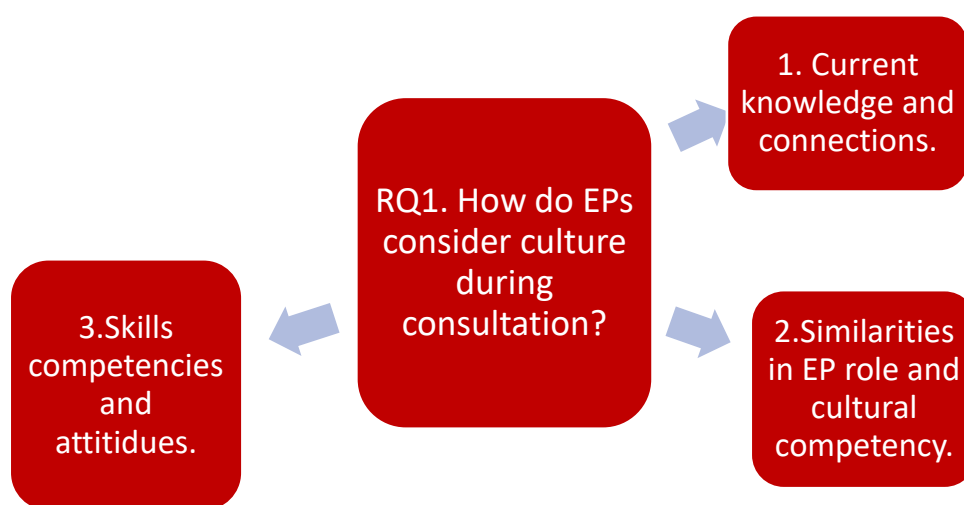 RQ1. How do EPs
consider culture
during
consultation?
1. Current
knowledge and
connections.
2.Similarities
in EP role and
cultural
competency.
3.Skills
competencies
and
attitidues.